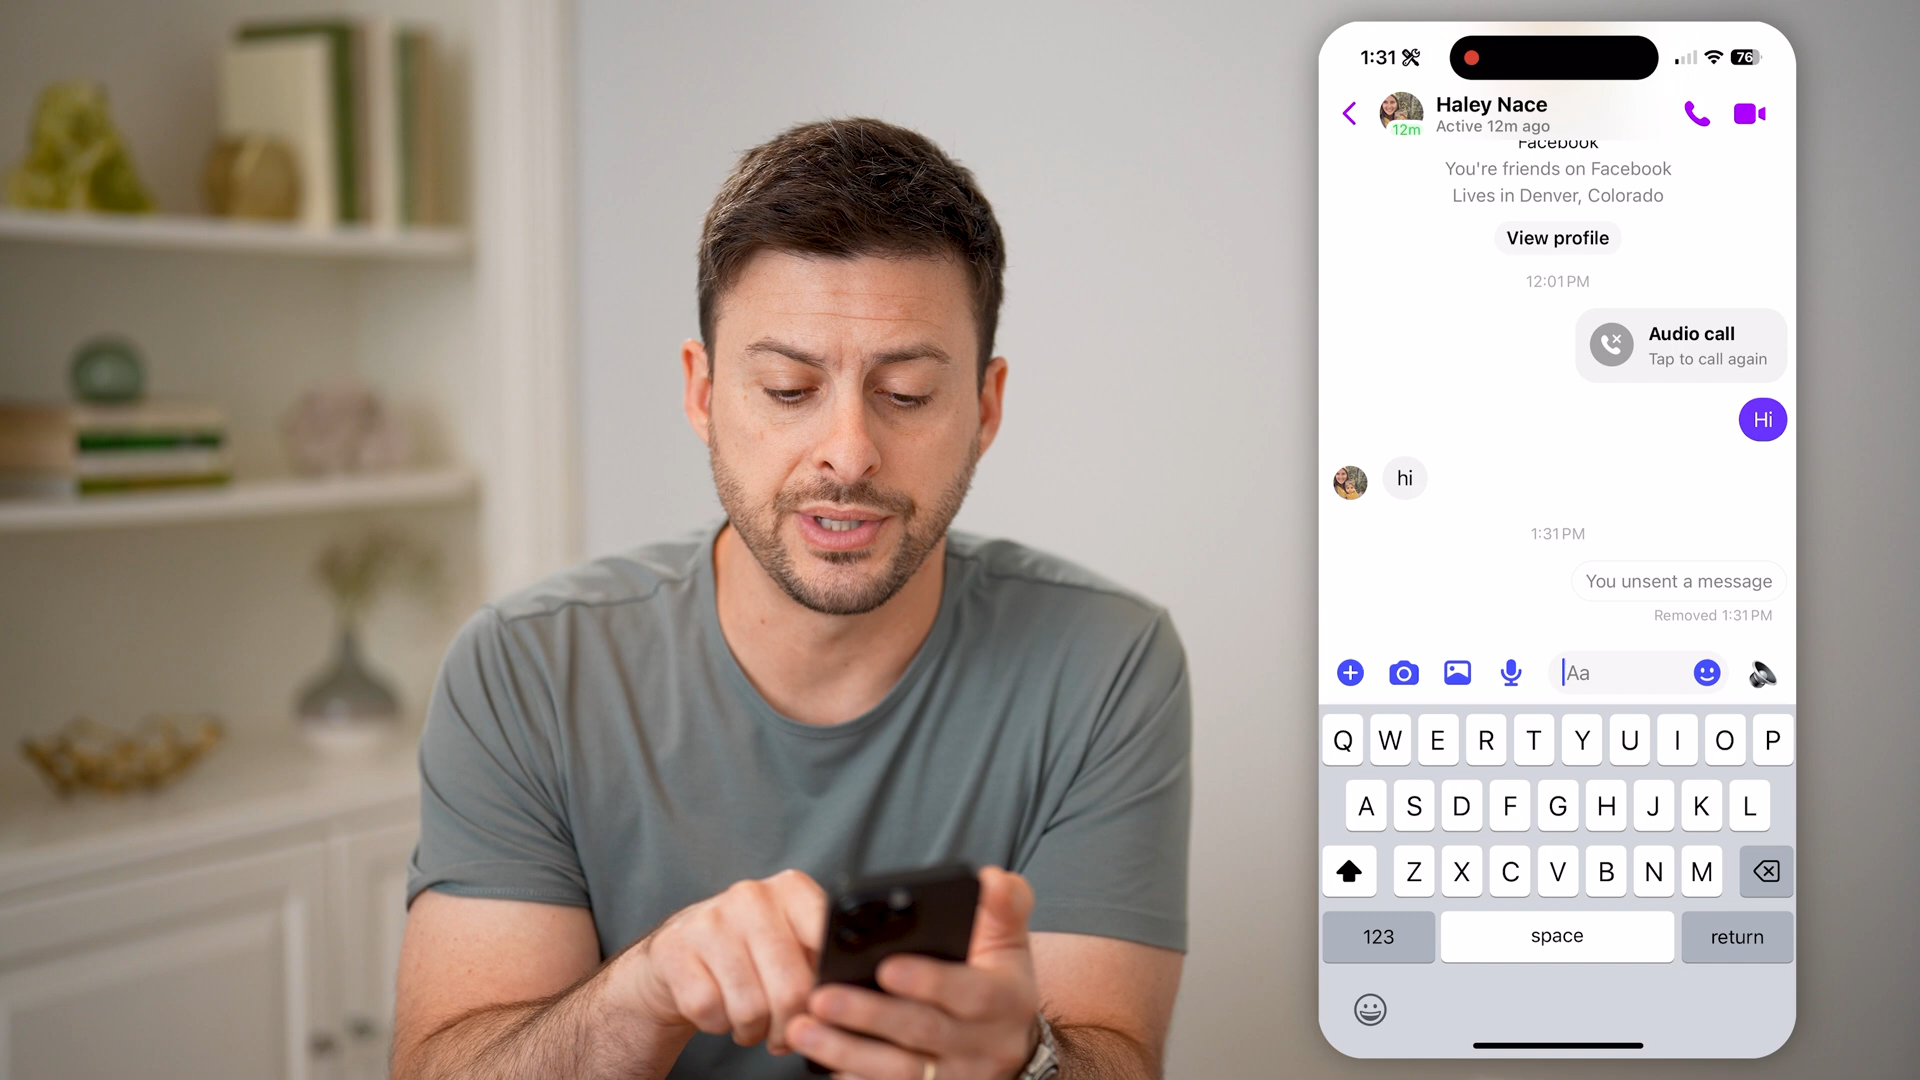 1:31
76
Haley Nace
12m
Active 12m ago
Facebook
You're friends on Facebook
Lives in Denver, Colorado
View profile
12:01 PM
Audio call
Tap to call again
Hi
hi
1:31 PM
You unsent a message
Removed 1:31 PM
Aa
Q W E R T Y U I O P
A S D F G H J K L
Z X C V B N M
123 space return